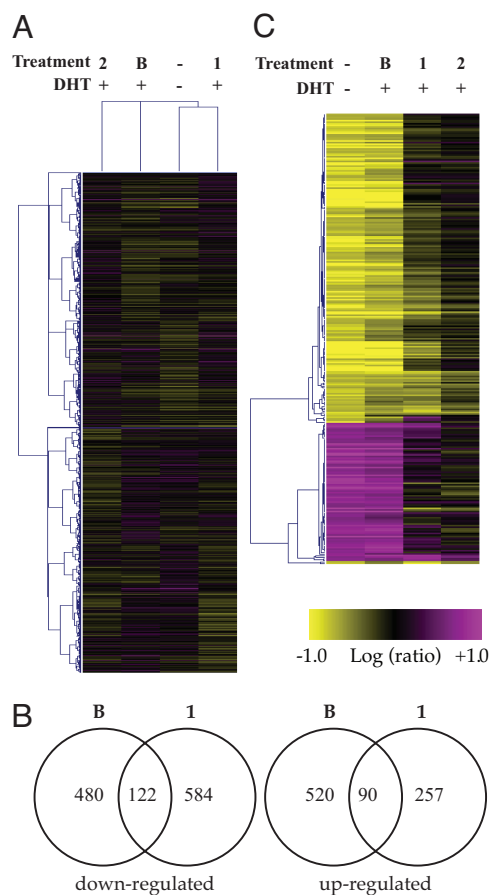 A
Treatment 2 B - 1
DHT + + - +
C
Treatment - B 1 2
DHT - + + +
-1.0 Log (ratio) +1.0
B
B 1
480 122 584
down-regulated
B 1
520 90 257
up-regulated